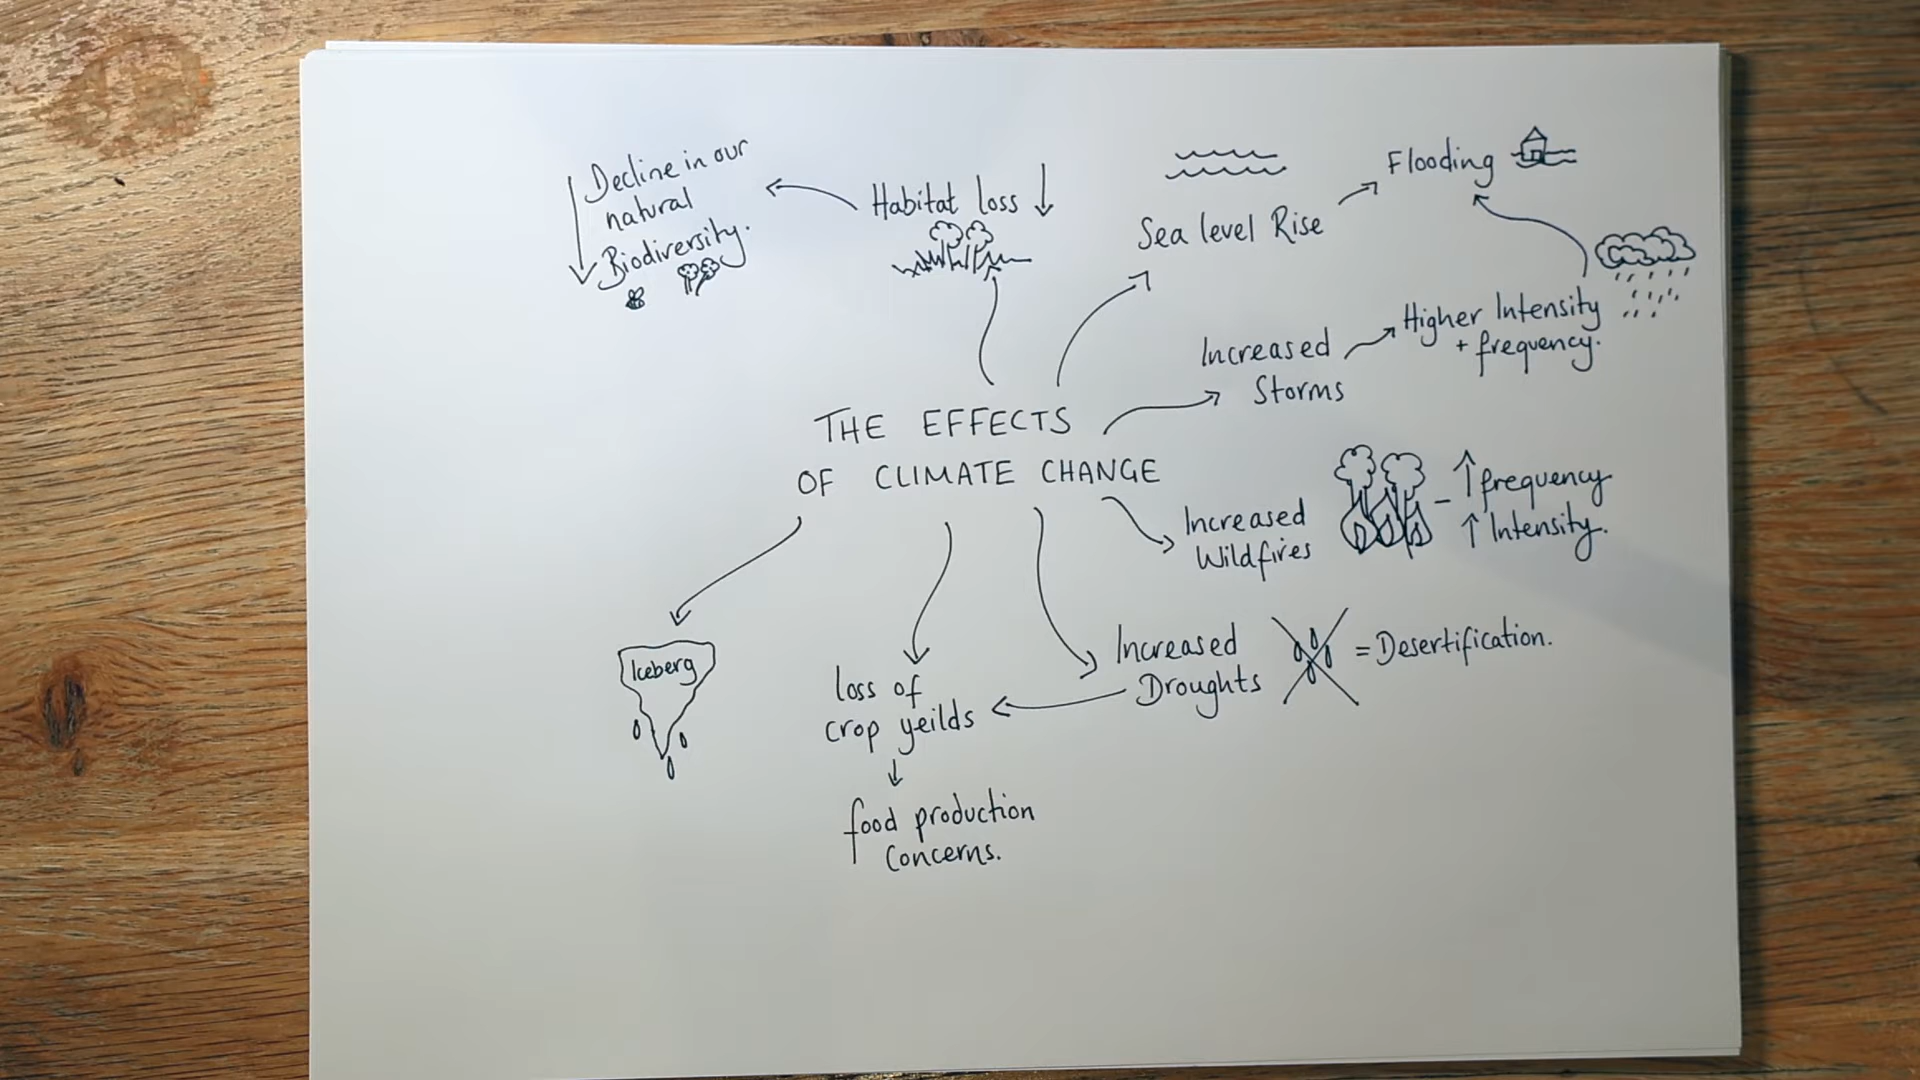 THE EFFECTS
OF CLIMATE CHANGE
Decline in our
natural
Biodiversity.
Habitat loss
Sea level Rise
Flooding
Increased
Storms
Higher Intensity
+ frequency.
Increased
Wildfires
- ↑ frequency
↑ Intensity.
Increased
Droughts
= Desertification.
loss of
crop yeilds
food production
concerns.
Iceberg